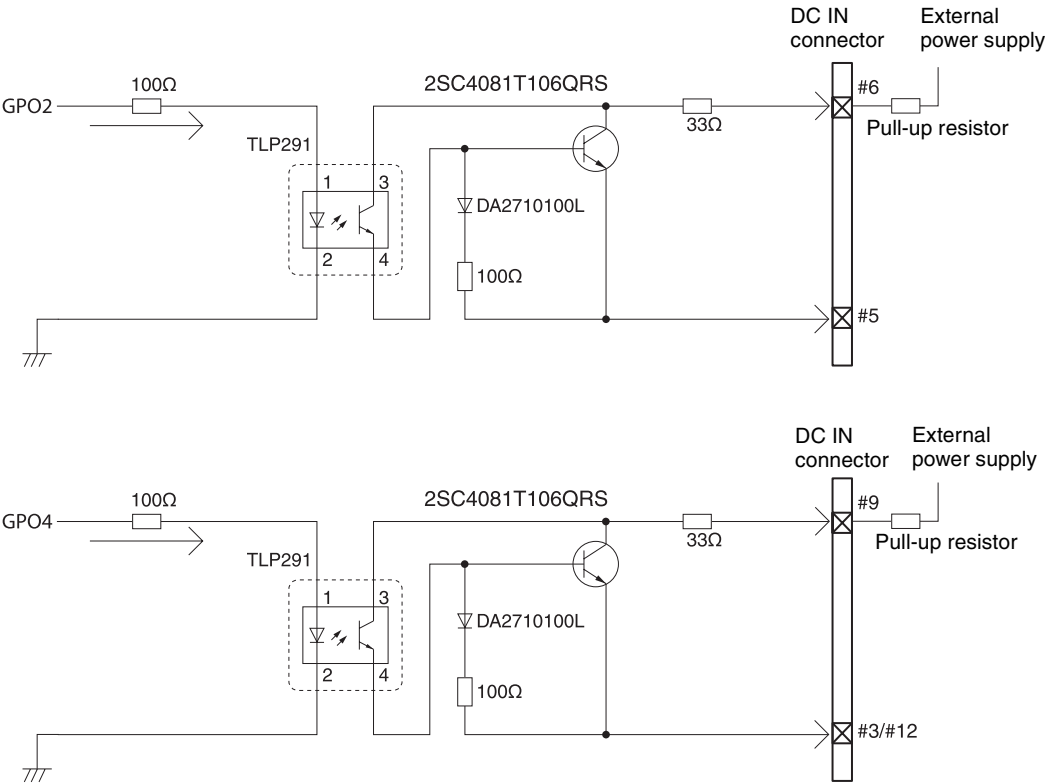 DC IN
connector
External
power supply
100Ω
2SC4081T106QRS
#6
GPO2
33Ω
Pull-up resistor
TLP291
1
3
DA2710100L
2
4
100Ω
#5
DC IN
connector
External
power supply
100Ω
2SC4081T106QRS
#9
GPO4
33Ω
Pull-up resistor
TLP291
1
3
DA2710100L
2
4
100Ω
#3/#12